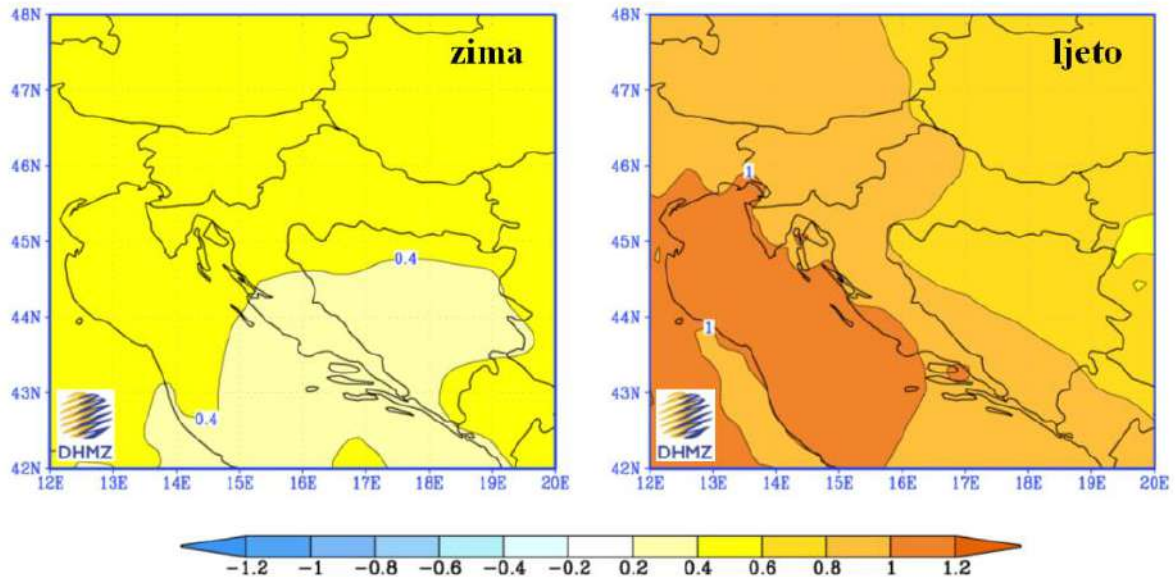 zima
48N
47N
46N
45N
44N
43N
42N
12E 13E 14E 15E 16E 17E 18E 19E 20E
0.4
0.4
DHMZ
ljeto
48N
47N
46N
45N
44N
43N
42N
12E 13E 14E 15E 16E 17E 18E 19E 20E
1
1
DHMZ
-1.2 -1 -0.8 -0.6 -0.4 -0.2 0.2 0.4 0.6 0.8 1 1.2